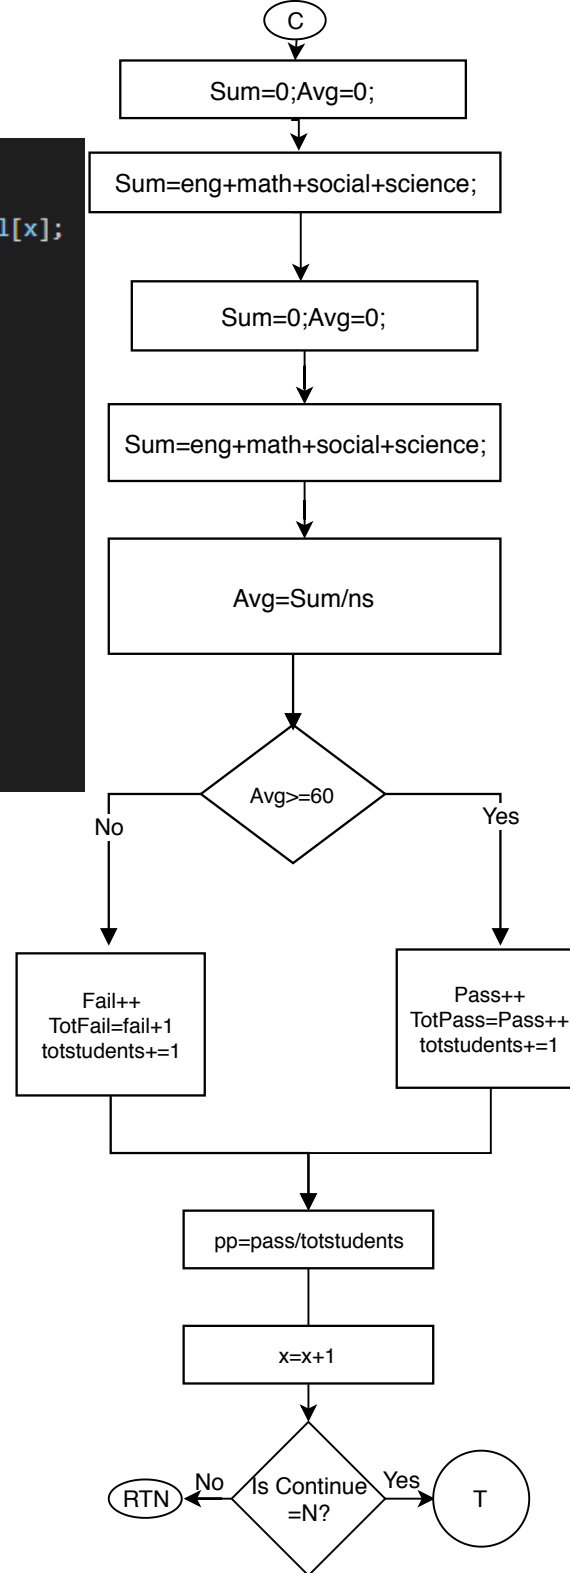 C
Sum=0;Avg=0;
Sum=eng+math+social+science;
l[x];
Sum=0;Avg=0;
Sum=eng+math+social+science;
Avg=Sum/ns
Avg>=60
No
Yes
Fail++
TotFail=fail+1
totstudents+=1
Pass++
TotPass=Pass++
totstudents+=1
pp=pass/totstudents
x=x+1
Is Continue
=N?
No
Yes
RTN
T